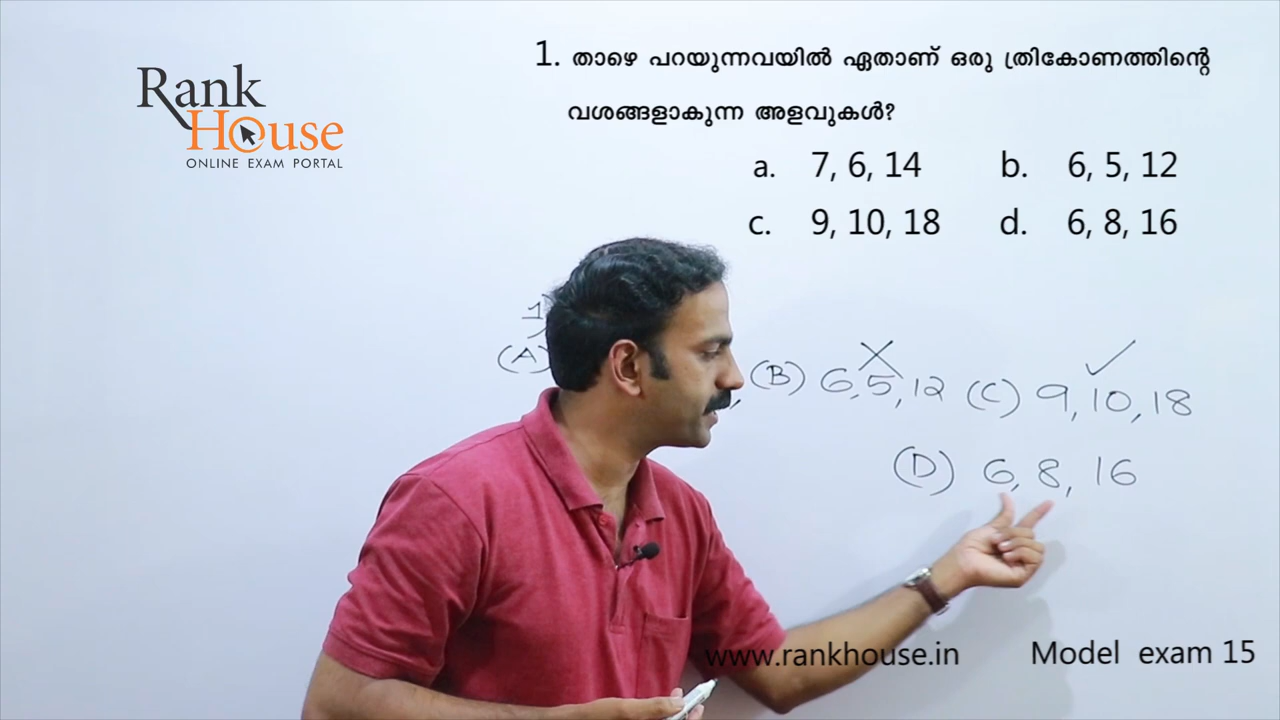 Rank
House
ONLINE EXAM PORTAL
1. താഴെ പറയുന്നവയിൽ ഏതാണ് ഒരു ത്രികോണത്തിന്റെ
വശങ്ങളാകുന്ന അളവുകൾ?
a. 7, 6, 14 b. 6, 5, 12
c. 9, 10, 18 d. 6, 8, 16
1)
(A) (B) 6, 5, 12 (C) 9, 10, 18
(D) 6, 8, 16
www.rankhouse.in Model exam 15